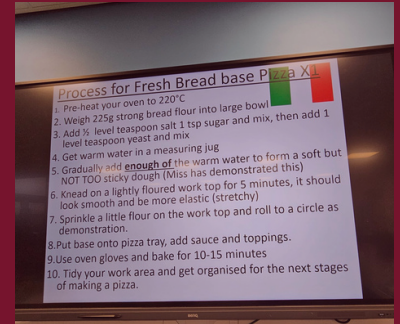 Process for Fresh Bread base Pizza X1
1. Pre-heat your oven to 220°C
2. Weigh 225g strong bread flour into large bowl
3. Add ½ level teaspoon salt 1 tsp sugar and mix, then add 1
level teaspoon yeast and mix
4. Get warm water in a measuring jug
5. Gradually add enough of the warm water to form a soft but
NOT TOO sticky dough (Miss has demonstrated this)
6. Knead on a lightly floured work top for 5 minutes, it should
look smooth and be more elastic (stretchy)
7. Sprinkle a little flour on the work top and roll to a circle as
demonstration.
8.Put base onto pizza tray, add sauce and toppings.
9.Use oven gloves and bake for 10-15 minutes
10. Tidy your work area and get organised for the next stages
of making a pizza.